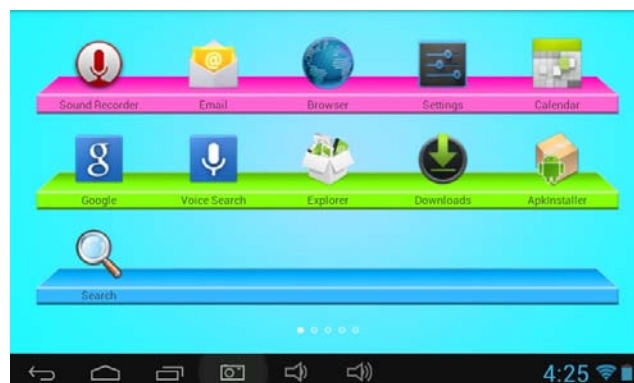 Sound Recorder Email Browser Settings Calendar
Google Voice Search Explorer Downloads ApkInstaller
Search
4:25